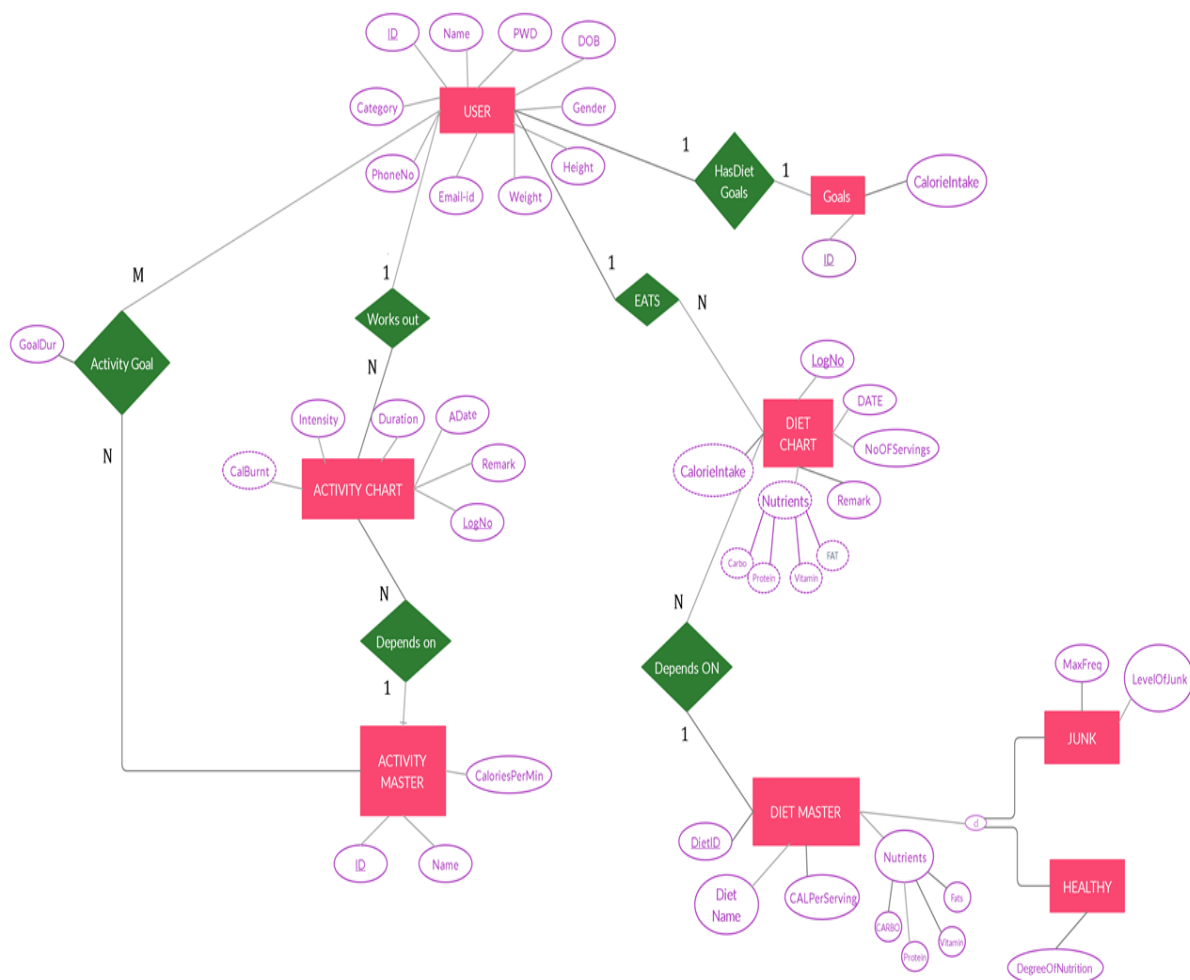 ID
Name
PWD
DOB
Category
USER
Gender
PhoneNo
Email-id
Weight
Height
1
HasDiet
Goals
1
Goals
CalorieIntake
ID
M
1
1
EATS
N
Works out
GoalDur
Activity Goal
N
N
LogNo
DATE
DIET
CHART
NoOFServings
Intensity
Duration
ADate
Remark
CalBurnt
ACTIVITY CHART
LogNo
CalorieIntake
Nutrients
Remark
Carbo
Protein
Vitamin
FAT
N
N
Depends on
Depends ON
1
1
MaxFreq
LevelOfJunk
JUNK
ACTIVITY
MASTER
CaloriesPerMin
ID
Name
DIET MASTER
d
DietID
Diet
Name
CALPerServing
Nutrients
CARBO
Protein
Vitamin
Fats
HEALTHY
DegreeOfNutrition